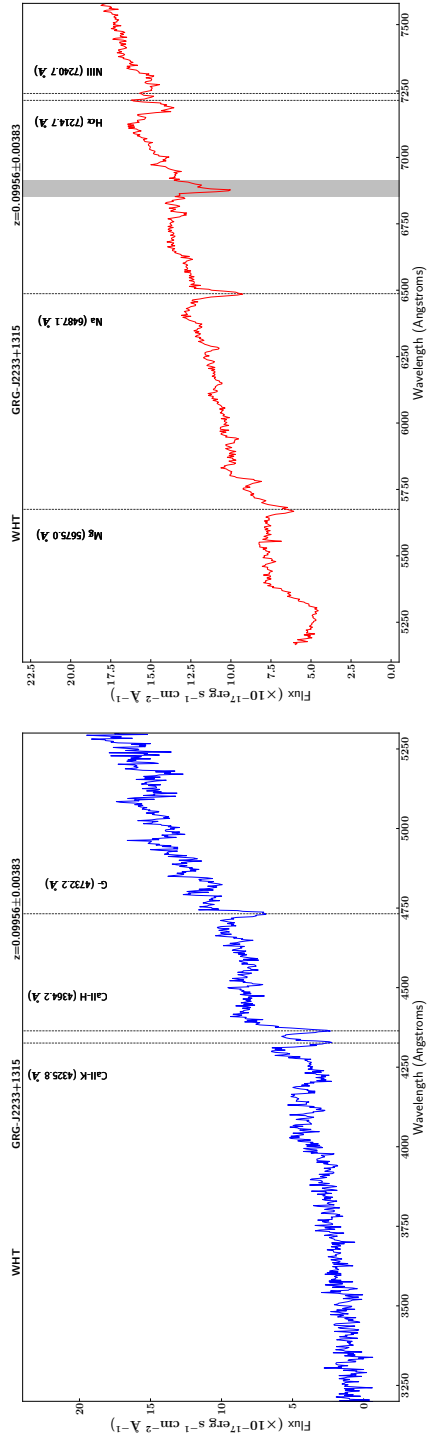 WHT GRG-J2233+1315 z=0.09956±0.00383
CaII-K (4325.8 Å)
CaII-H (4364.2 Å)
G- (4732.2 Å)
Flux (×10⁻¹⁷erg s⁻¹ cm⁻² Å⁻¹)
20
15
10
5
0
3250 3500 3750 4000 4250 4500 4750 5000 5250
Wavelength (Angstroms)
WHT GRG-J2233+1315 z=0.09956±0.00383
Mg (5675.0 Å)
Na (6487.1 Å)
Hα (7214.7 Å)
NIII (7240.7 Å)
Flux (×10⁻¹⁷erg s⁻¹ cm⁻² Å⁻¹)
22.5
20.0
17.5
15.0
12.5
10.0
7.5
5.0
2.5
0.0
5250 5500 5750 6000 6250 6500 6750 7000 7250 7500
Wavelength (Angstroms)